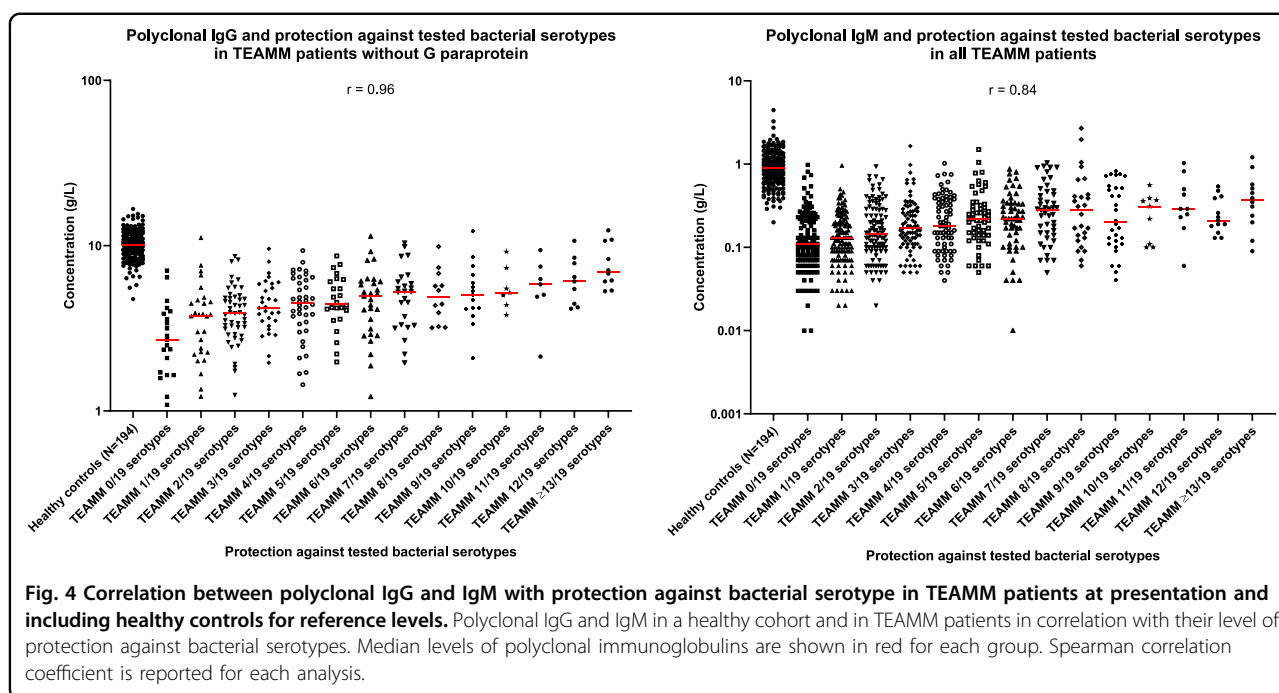 Polyclonal IgG and protection against tested bacterial serotypes
in TEAMM patients without G paraprotein
r = 0.96
Concentration (g/L)
100
10
1
Healthy controls (N=194)
TEAMM 0/19 serotypes
TEAMM 1/19 serotypes
TEAMM 2/19 serotypes
TEAMM 3/19 serotypes
TEAMM 4/19 serotypes
TEAMM 5/19 serotypes
TEAMM 6/19 serotypes
TEAMM 7/19 serotypes
TEAMM 8/19 serotypes
TEAMM 9/19 serotypes
TEAMM 10/19 serotypes
TEAMM 11/19 serotypes
TEAMM 12/19 serotypes
TEAMM ≥13/19 serotypes
Protection against tested bacterial serotypes
Polyclonal IgM and protection against tested bacterial serotypes
in all TEAMM patients
r = 0.84
Concentration (g/L)
10
1
0.1
0.01
0.001
Healthy controls (N=194)
TEAMM 0/19 serotypes
TEAMM 1/19 serotypes
TEAMM 2/19 serotypes
TEAMM 3/19 serotypes
TEAMM 4/19 serotypes
TEAMM 5/19 serotypes
TEAMM 6/19 serotypes
TEAMM 7/19 serotypes
TEAMM 8/19 serotypes
TEAMM 9/19 serotypes
TEAMM 10/19 serotypes
TEAMM 11/19 serotypes
TEAMM 12/19 serotypes
TEAMM ≥13/19 serotypes
Protection against tested bacterial serotypes
Fig. 4 Correlation between polyclonal IgG and IgM with protection against bacterial serotype in TEAMM patients at presentation and
including healthy controls for reference levels. Polyclonal IgG and IgM in a healthy cohort and in TEAMM patients in correlation with their level of
protection against bacterial serotypes. Median levels of polyclonal immunoglobulins are shown in red for each group. Spearman correlation
coefficient is reported for each analysis.